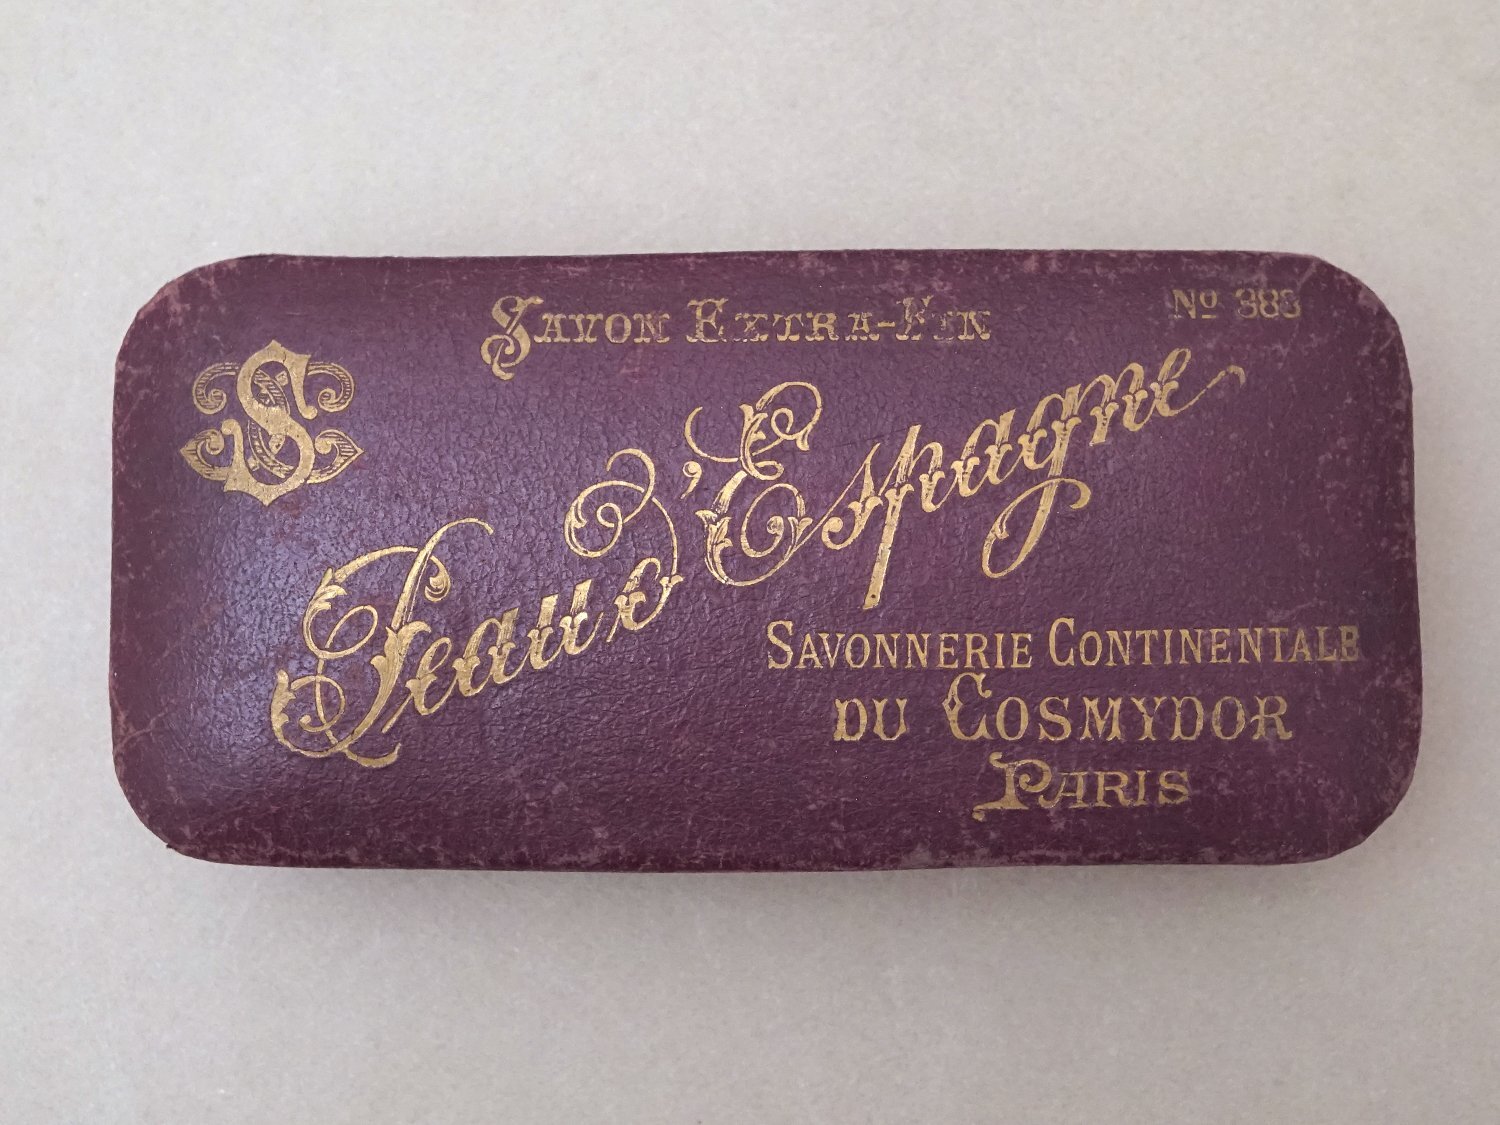 Savon Extra-Fin
No 383
Peau d'Espagne
Savonnerie Continentale
du Cosmydor
Paris